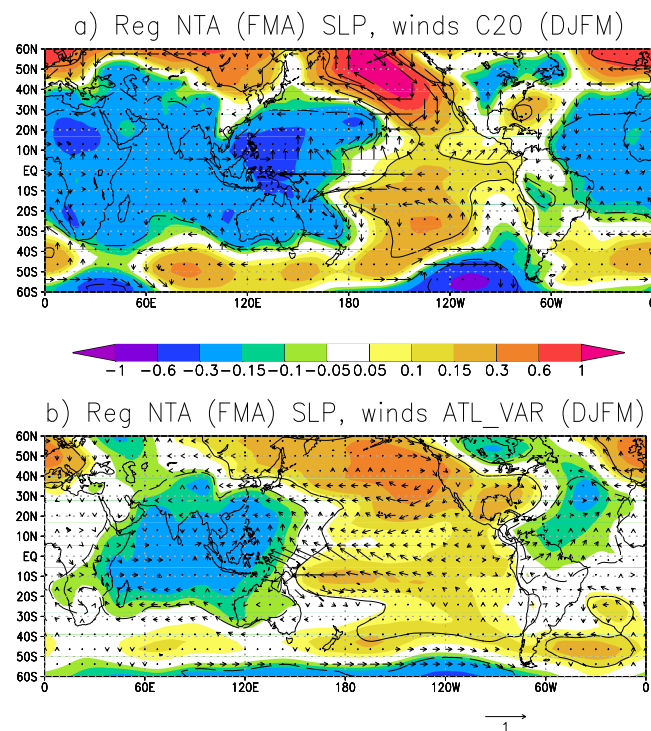 a) Reg NTA (FMA) SLP, winds C20 (DJFM)
60N
50N
40N
30N
20N
10N
EQ
10S
20S
30S
40S
50S
60S
0 60E 120E 180 120W 60W 0
-1 -0.6 -0.3 -0.15 -0.1 -0.05 0.05 0.1 0.15 0.3 0.6 1
b) Reg NTA (FMA) SLP, winds ATL_VAR (DJFM)
60N
50N
40N
30N
20N
10N
EQ
10S
20S
30S
40S
50S
60S
0 60E 120E 180 120W 60W 0
1